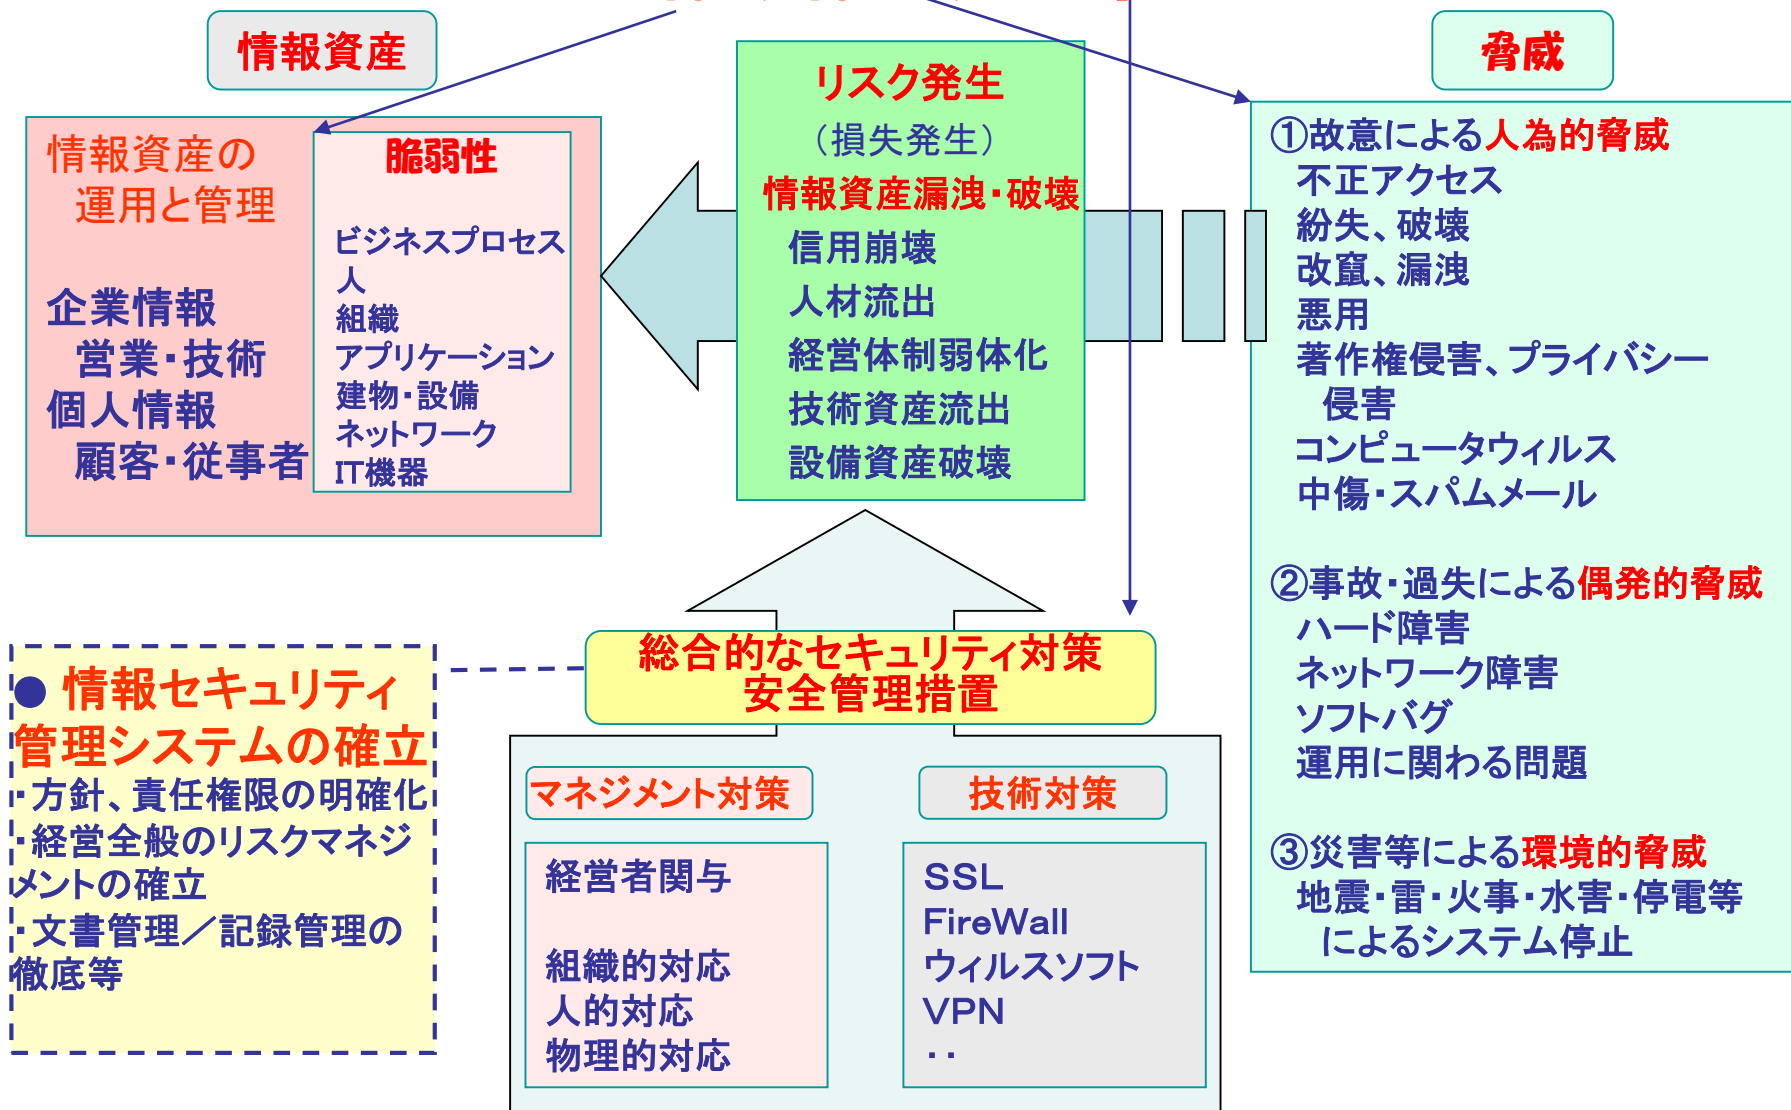 情報資産
情報資産の
運用と管理
企業情報
営業・技術
個人情報
顧客・従事者
脆弱性
ビジネスプロセス
人
組織
アプリケーション
建物・設備
ネットワーク
IT機器
リスク発生
（損失発生）
情報資産漏洩・破壊
信用崩壊
人材流出
経営体制弱体化
技術資産流出
設備資産破壊
脅威
①故意による人為的脅威
不正アクセス
紛失、破壊
改竄、漏洩
悪用
著作権侵害、プライバシー
侵害
コンピュータウィルス
中傷・スパムメール
②事故・過失による偶発的脅威
ハード障害
ネットワーク障害
ソフトバグ
運用に関わる問題
③災害等による環境的脅威
地震・雷・火事・水害・停電等
によるシステム停止
●情報セキュリティ
管理システムの確立
・方針、責任権限の明確化
・経営全般のリスクマネジ
メントの確立
・文書管理／記録管理の
徹底等
総合的なセキュリティ対策
安全管理措置
マネジメント対策
経営者関与
組織的対応
人的対応
物理的対応
技術対策
SSL
FireWall
ウィルスソフト
VPN
・・